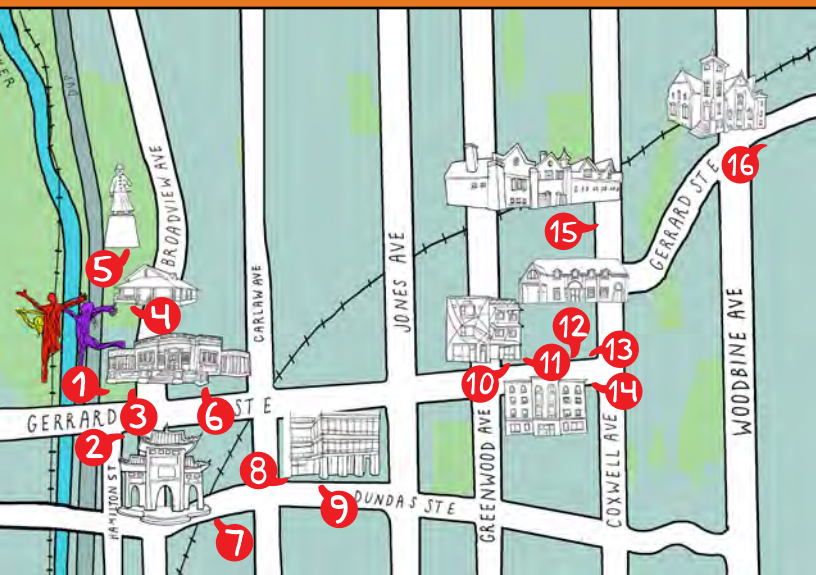 DVP
BROADVIEW AVE
CARLAW AVE
JONES AVE
GERRARD ST E
WOODBINE AVE
GERRARD ST E
GREENWOOD AVE
COXWELL AVE
HAMILTON ST
DUNDAS ST E
1
2
3
4
5
6
7
8
9
10
11
12
13
14
15
16